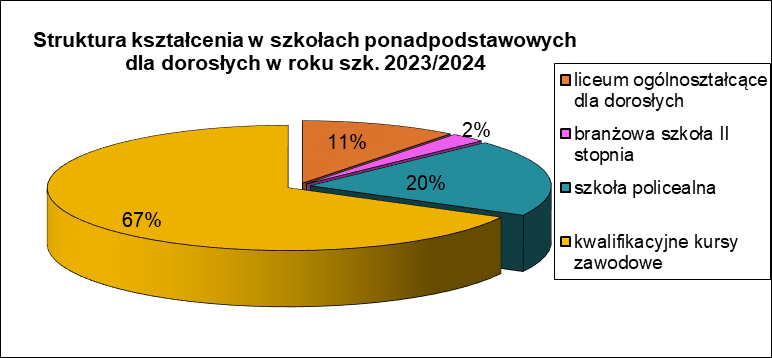 Struktura kształcenia w szkołach ponadpodstawowych
dla dorosłych w roku szk. 2023/2024
11%
2%
20%
67%
liceum ogólnoształcące
dla dorosłych
branżowa szkoła II
stopnia
szkoła policealna
kwalifikacyjne kursy
zawodowe